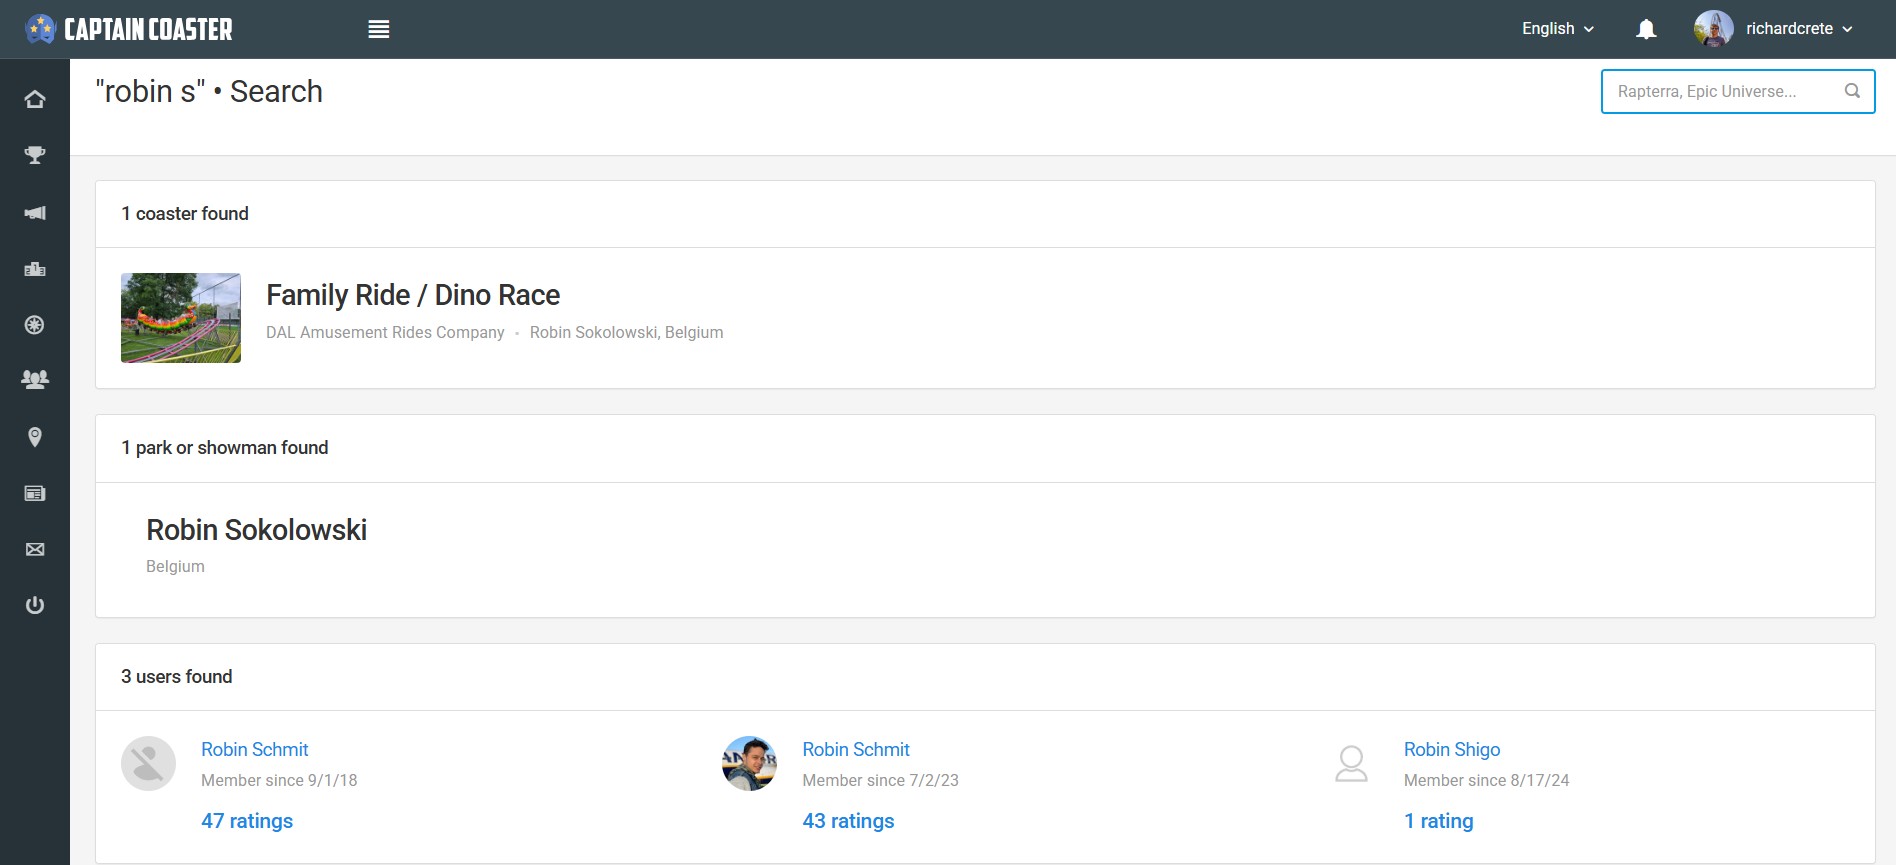 CAPTAIN COASTER
English
richardcrete
"robin s" • Search
Rapterra, Epic Universe...
1 coaster found
Family Ride / Dino Race
DAL Amusement Rides Company • Robin Sokolowski, Belgium
1 park or showman found
Robin Sokolowski
Belgium
3 users found
Robin Schmit
Member since 9/1/18
47 ratings
Robin Schmit
Member since 7/2/23
43 ratings
Robin Shigo
Member since 8/17/24
1 rating